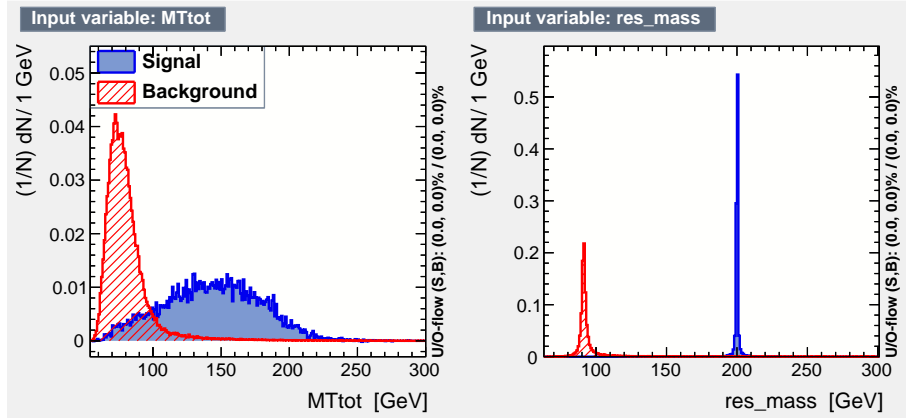 Input variable: MTtot
(1/N) dN / 1 GeV
0.05
0.04
0.03
0.02
0.01
0
Signal
Background
100
150
200
250
300
MTtot [GeV]
U/O-flow (S,B): (0.0, 0.0)% / (0.0, 0.0)%
Input variable: res_mass
(1/N) dN / 1 GeV
0.5
0.4
0.3
0.2
0.1
0
100
150
200
250
300
res_mass [GeV]
U/O-flow (S,B): (0.0, 0.0)% / (0.0, 0.0)%